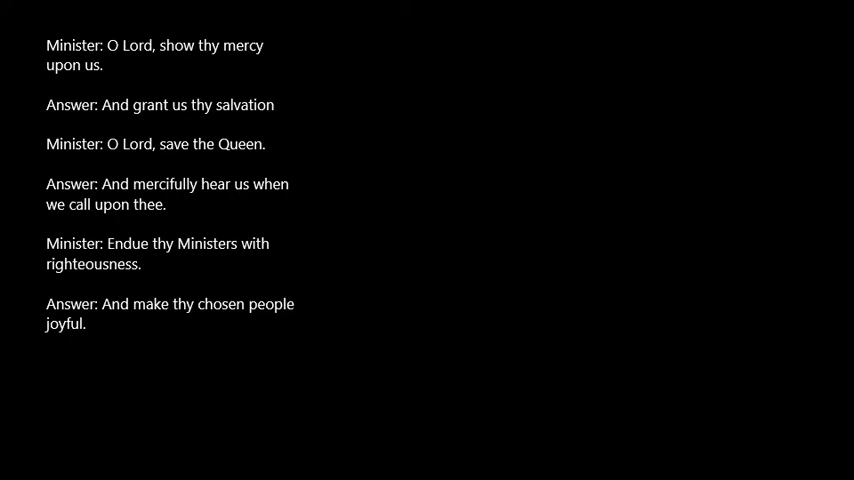 Minister: O Lord, show thy mercy
upon us.
Answer: And grant us thy salvation
Minister: O Lord, save the Queen.
Answer: And mercifully hear us when
we call upon thee.
Minister: Endue thy Ministers with
righteousness.
Answer: And make thy chosen people
joyful.